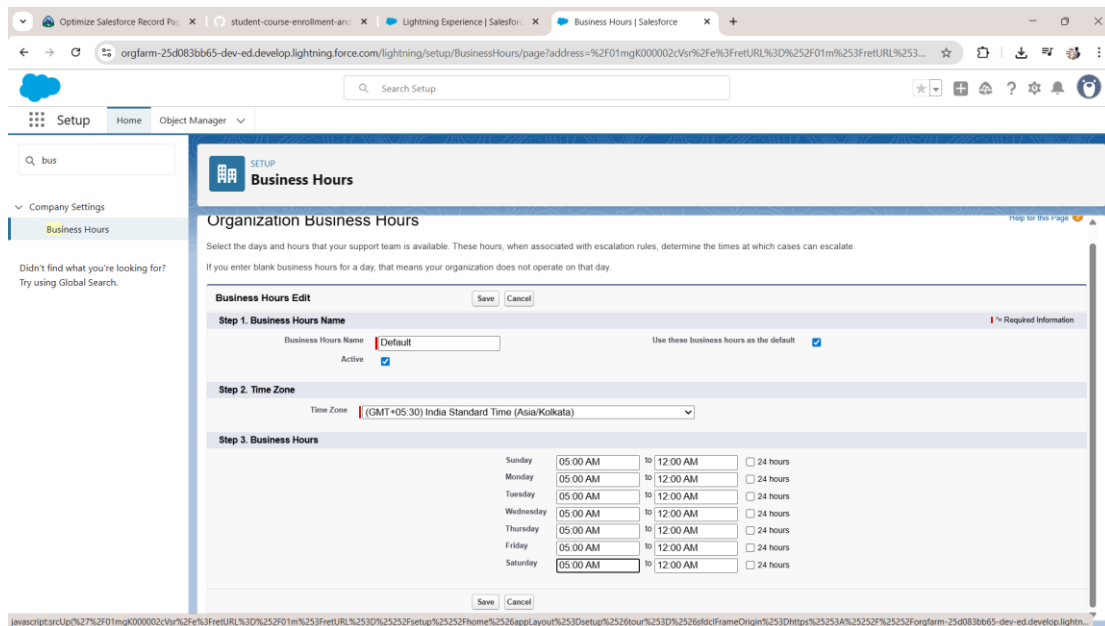 Optimize Salesforce Record Pag
student-course-enrollment-and
Lightning Experience | Salesforc
Business Hours | Salesforce
orgfarm-25d083bb65-dev-ed.develop.lightning.force.com/lightning/setup/BusinessHours/page?address=%2F01mgK000002cVsr%2Fe%3FretURL%3D%252F01m%253FretURL%253...
Search Setup
Setup Home Object Manager
bus
SETUP
Business Hours
Company Settings
Business Hours
Didn't find what you're looking for?
Try using Global Search.
Organization Business Hours
Help for this Page
Select the days and hours that your support team is available. These hours, when associated with escalation rules, determine the times at which cases can escalate.
If you enter blank business hours for a day, that means your organization does not operate on that day.
Business Hours Edit Save Cancel
Step 1. Business Hours Name
*= Required Information
Business Hours Name Default Use these business hours as the default
Active
Step 2. Time Zone
Time Zone (GMT+05:30) India Standard Time (Asia/Kolkata)
Step 3. Business Hours
Sunday 05:00 AM to 12:00 AM 24 hours
Monday 05:00 AM to 12:00 AM 24 hours
Tuesday 05:00 AM to 12:00 AM 24 hours
Wednesday 05:00 AM to 12:00 AM 24 hours
Thursday 05:00 AM to 12:00 AM 24 hours
Friday 05:00 AM to 12:00 AM 24 hours
Saturday 05:00 AM to 12:00 AM 24 hours
Save Cancel